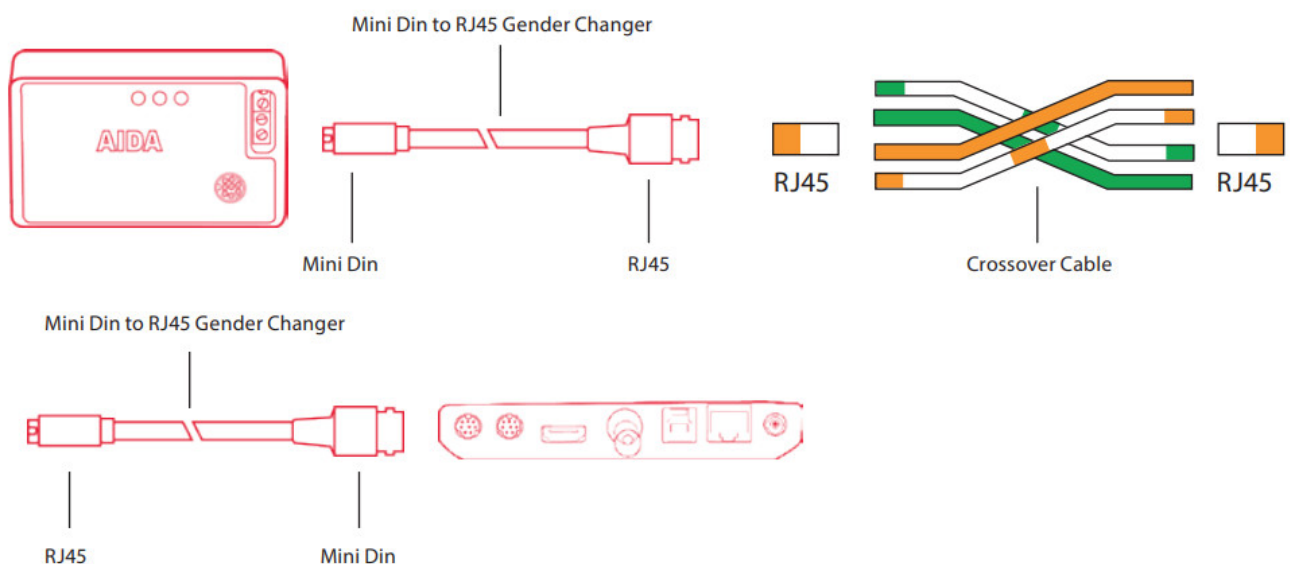 Mini Din to RJ45 Gender Changer
AIDA
RJ45
RJ45
Mini Din
RJ45
Crossover Cable
Mini Din to RJ45 Gender Changer
RJ45
Mini Din